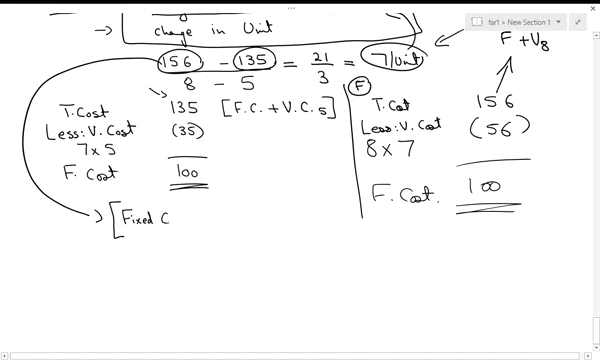 far1 > New Section 1
→ change in Unit
156 - 135 = 21 = 7/Unit
8 - 5 3
F + V8
T. Cost 135 [F.C. + V.C. 5]
Less: V. Cost (35)
7 x 5
F. Cost 100
[Fixed C
F
T. Cost 156
Less: V. Cost (56)
8 x 7
F. Cost. 100